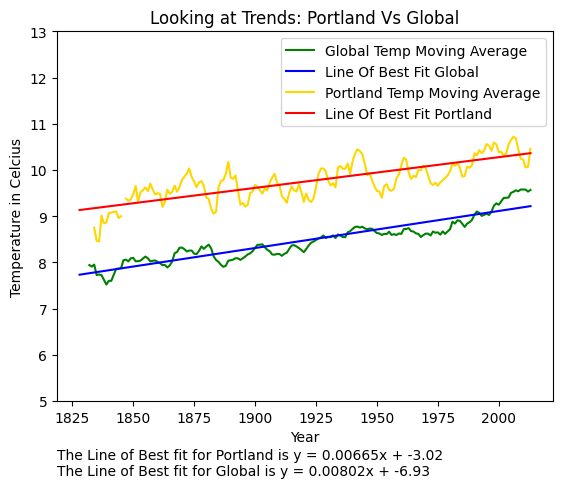 Looking at Trends: Portland Vs Global
Global Temp Moving Average
Line Of Best Fit Global
Portland Temp Moving Average
Line Of Best Fit Portland
Temperature in Celcius
13
12
11
10
9
8
7
6
5
1825 1850 1875 1900 1925 1950 1975 2000
Year
The Line of Best fit for Portland is y = 0.00665x + -3.02
The Line of Best fit for Global is y = 0.00802x + -6.93